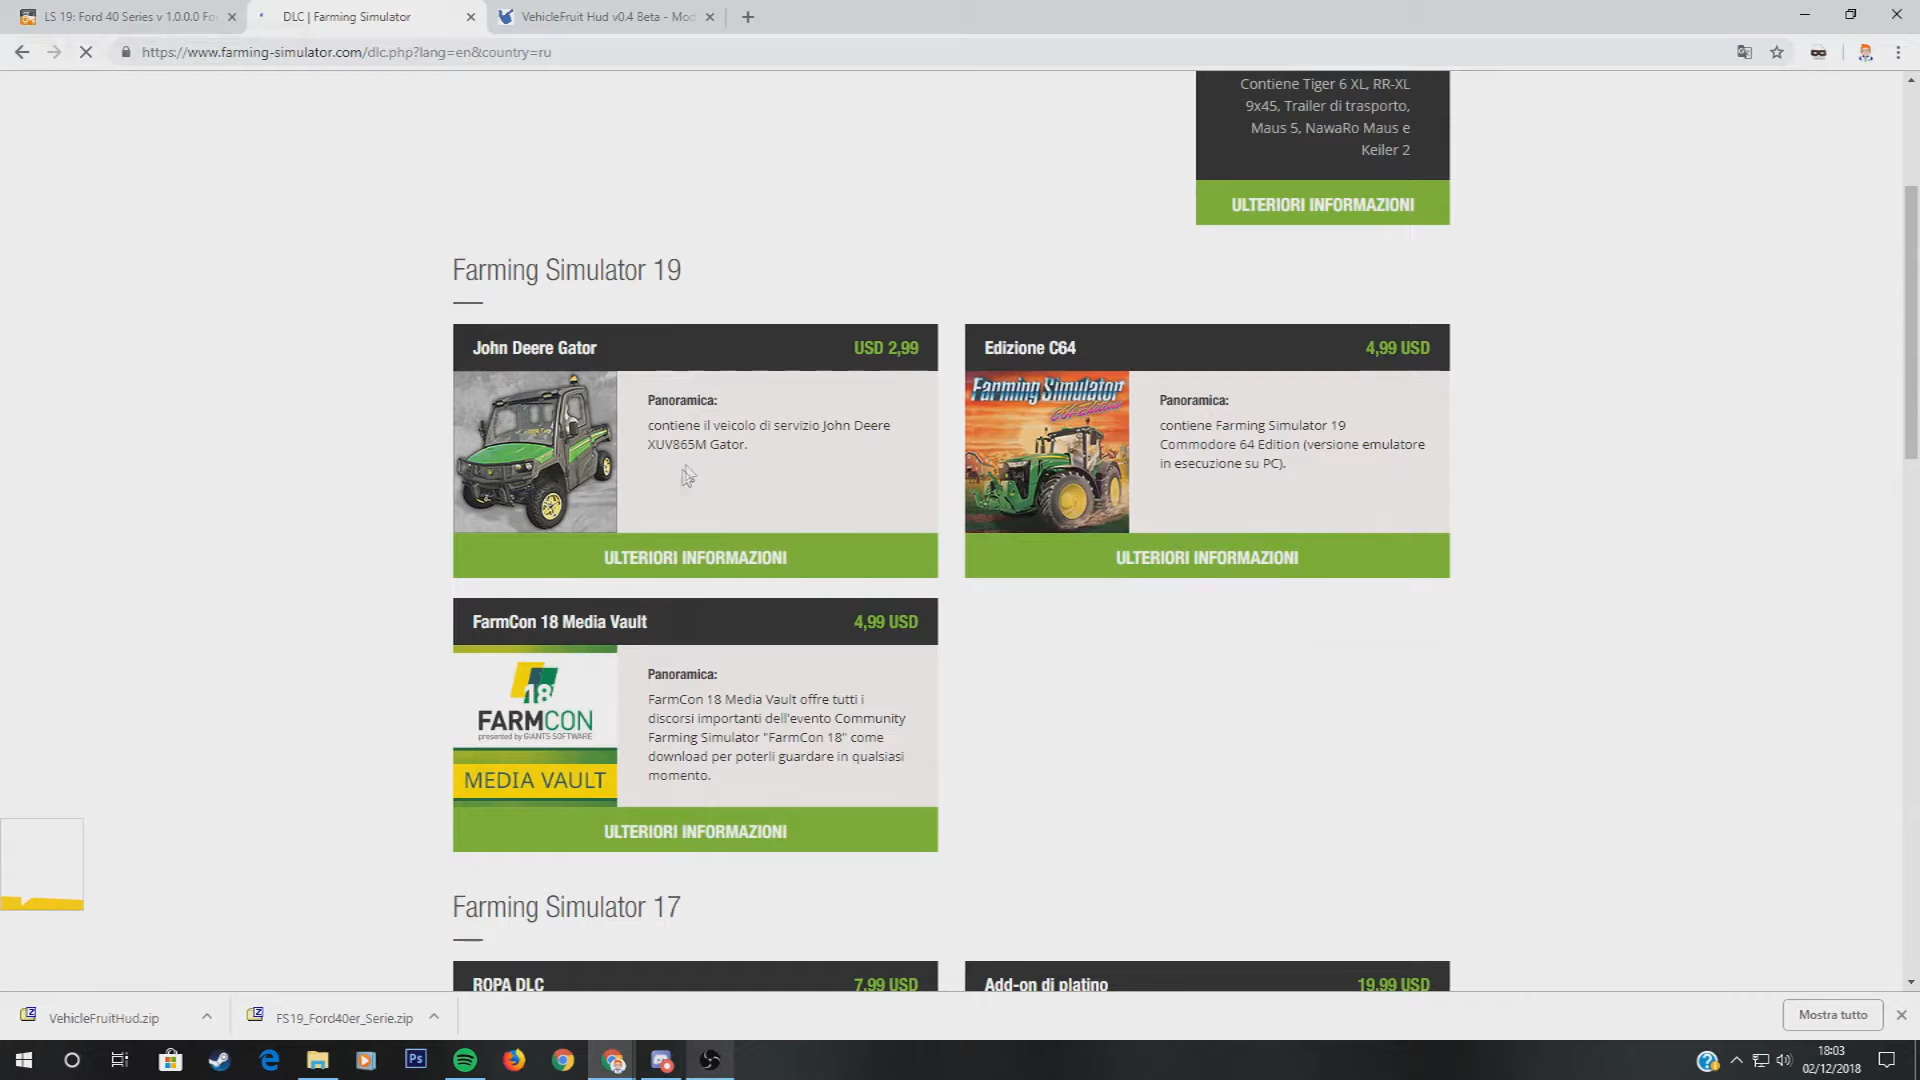 LS 19: Ford 40 Series v 1.0.0.0 Fo
DLC | Farming Simulator
VehicleFruit Hud v0.4 Beta - Mod
https://www.farming-simulator.com/dlc.php?lang=en&country=ru
Contiene Tiger 6 XL, RR-XL
9x45, Trailer di trasporto,
Maus 5, NawaRo Maus e
Keiler 2
ULTERIORI INFORMAZIONI
Farming Simulator 19
John Deere Gator
USD 2,99
Panoramica:
contiene il veicolo di servizio John Deere
XUV865M Gator.
ULTERIORI INFORMAZIONI
Edizione C64
4,99 USD
Farming Simulator
Panoramica:
contiene Farming Simulator 19
Commodore 64 Edition (versione emulatore
in esecuzione su PC).
ULTERIORI INFORMAZIONI
FarmCon 18 Media Vault
4,99 USD
18
FARMCON
presented by GIANTS SOFTWARE
MEDIA VAULT
Panoramica:
FarmCon 18 Media Vault offre tutti i
discorsi importanti dell'evento Community
Farming Simulator "FarmCon 18" come
download per poterli guardare in qualsiasi
momento.
ULTERIORI INFORMAZIONI
Farming Simulator 17
ROPA DLC
7,99 USD
Add-on di platino
19,99 USD
VehicleFruitHud.zip
FS19_Ford40er_Serie.zip
Mostra tutto
Ps
18:03
02/12/2018